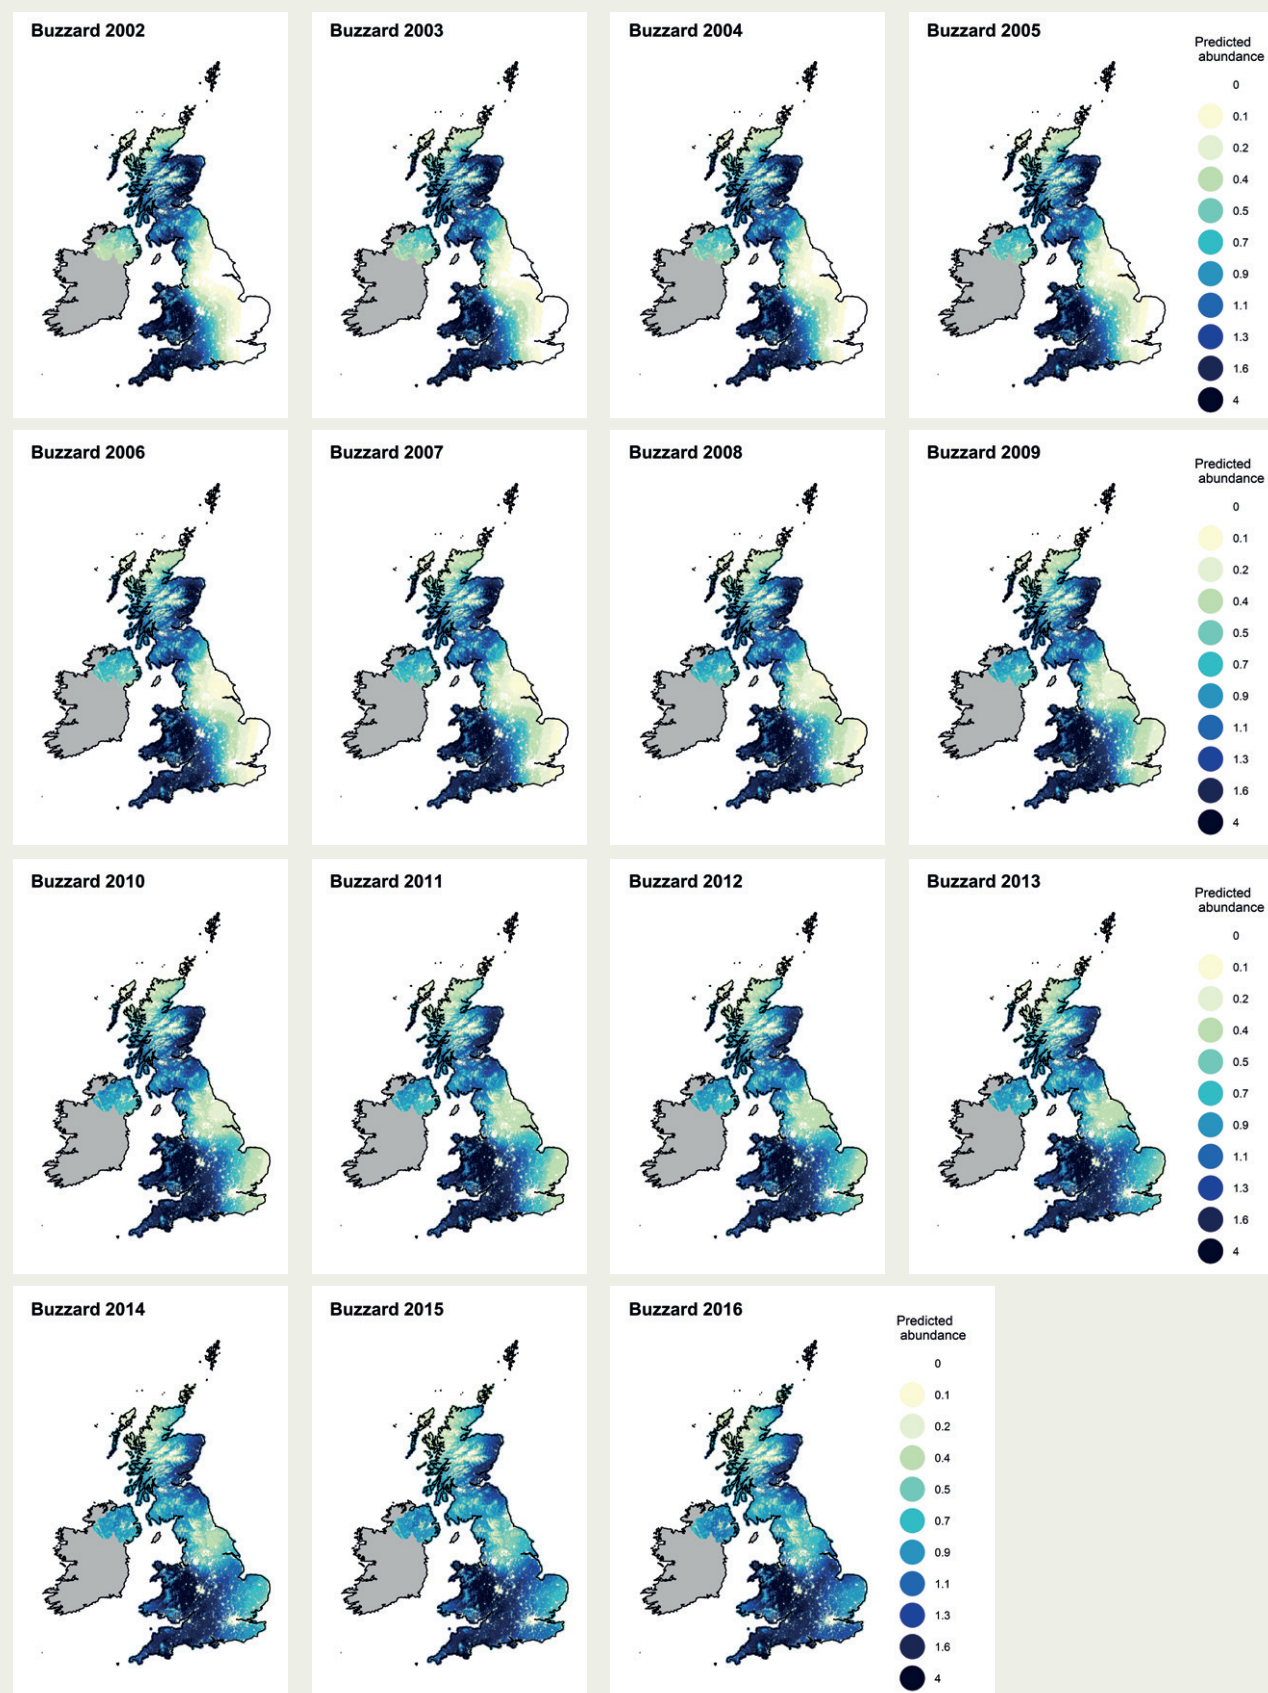 Buzzard 2002
Buzzard 2003
Buzzard 2004
Buzzard 2005
Predicted
abundance
0
0.1
0.2
0.4
0.5
0.7
0.9
1.1
1.3
1.6
4
Buzzard 2006
Buzzard 2007
Buzzard 2008
Buzzard 2009
Predicted
abundance
0
0.1
0.2
0.4
0.5
0.7
0.9
1.1
1.3
1.6
4
Buzzard 2010
Buzzard 2011
Buzzard 2012
Buzzard 2013
Predicted
abundance
0
0.1
0.2
0.4
0.5
0.7
0.9
1.1
1.3
1.6
4
Buzzard 2014
Buzzard 2015
Buzzard 2016
Predicted
abundance
0
0.1
0.2
0.4
0.5
0.7
0.9
1.1
1.3
1.6
4